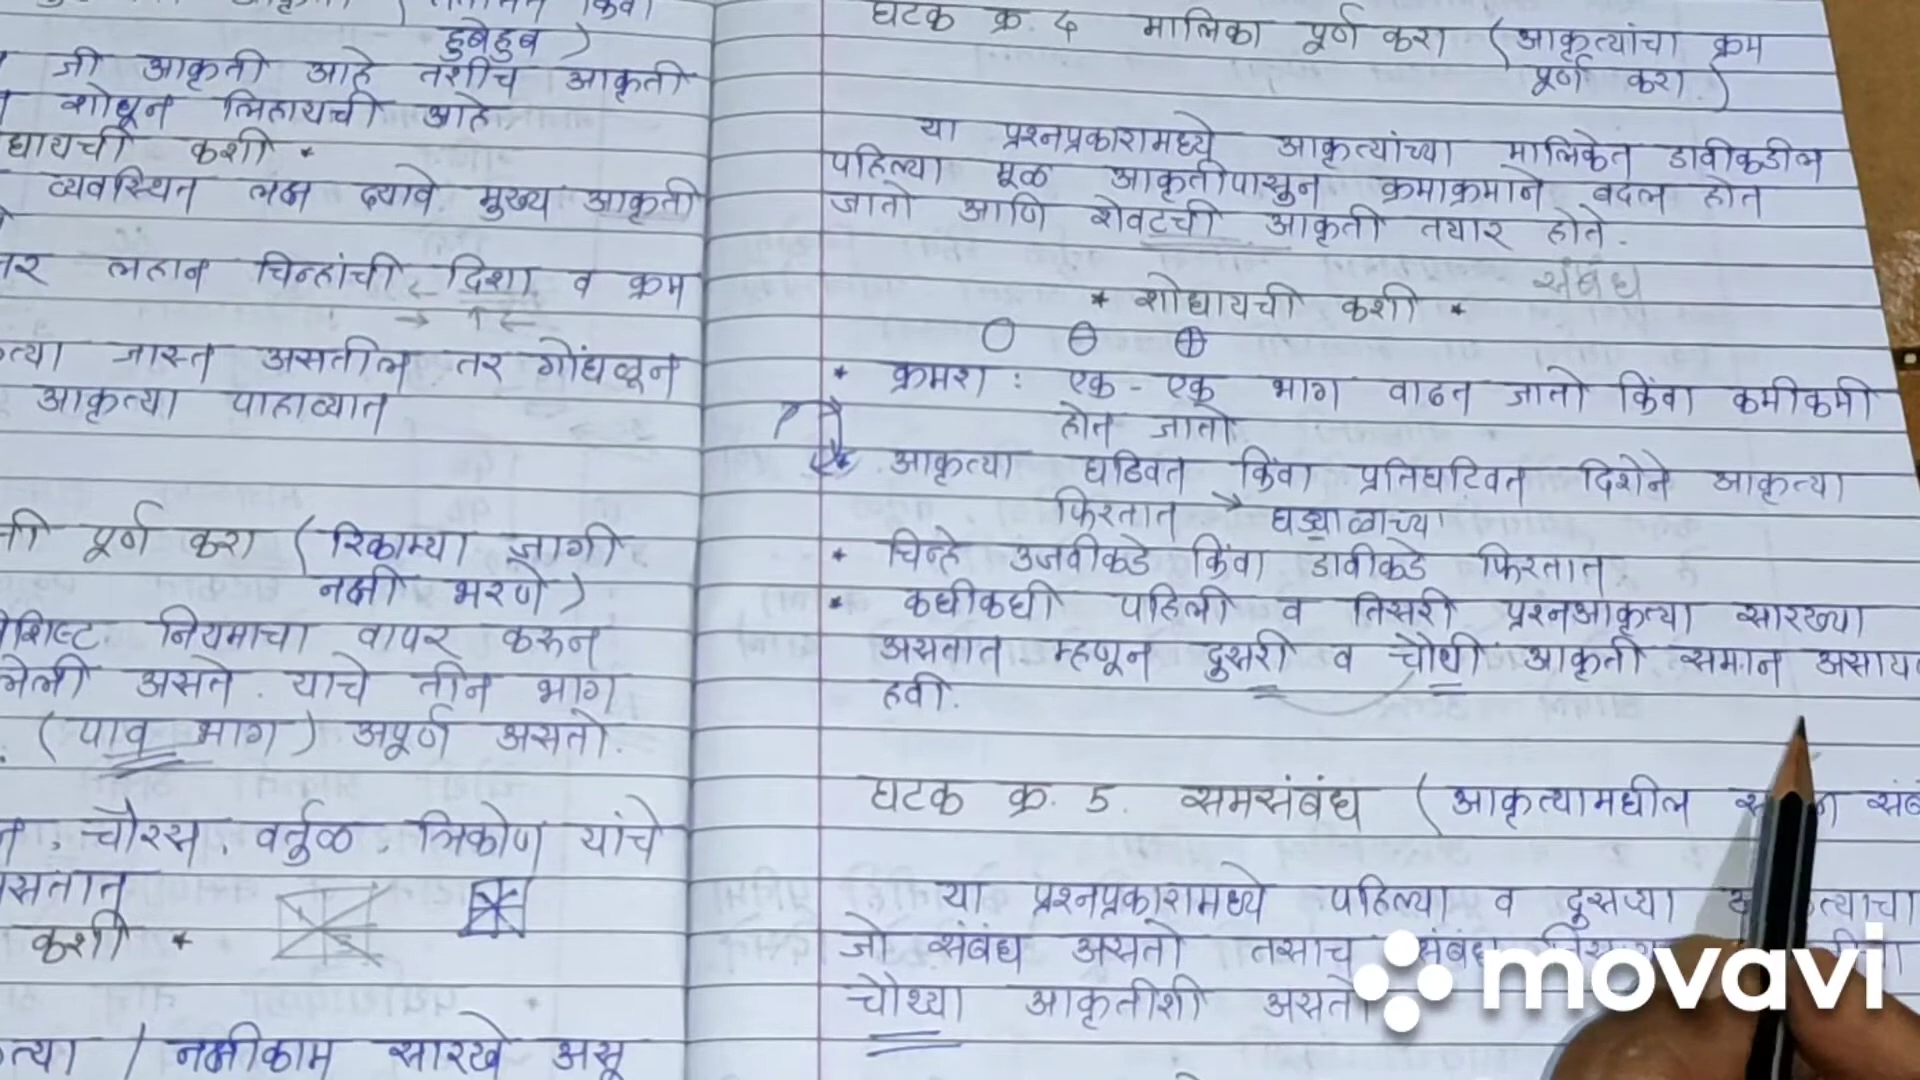 हुबेहुब )
जी आकृती आहे तशीच आकृती
शोधून लिहायची आहे
कशी *
व्यवस्थित लक्ष द्यावे. मुख्य आकृती
लहान चिन्हांची दिशा व क्रम
जास्त असतील तर गोंधळून
आकृत्या पाहाव्यात
पूर्ण करा ( रिकाम्या जागी
नक्षी भरणे )
नियमाचा वापर करून
असते. याचे तीन भाग
( पाव भाग ) अपूर्ण असतो.
चौरस, वर्तुळ, त्रिकोण यांचे
कशी *
/ नक्षीकाम सारखे असू
घटक क्र. ४ मालिका पूर्ण करा ( आकृत्यांचा क्रम
पूर्ण करा.)
या प्रश्नप्रकारामध्ये आकृत्यांच्या मालिकेत डावीकडील
पहिल्या मूळ आकृतीपासून क्रमाक्रमाने बदल होत
जातो आणि शेवटची आकृती तयार होते.
संबंध
* शोधायची कशी *
* क्रमश: एक - एक भाग वाढत जातो किंवा कमीकमी
होत जातो
* आकृत्या घडिवत किंवा प्रतिघटिवत दिशेने आकृत्या
फिरतात → घड्याळाच्या
* चिन्हे उजवीकडे किंवा डावीकडे फिरतात.
* कधीकधी पहिली व तिसरी प्रश्नआकृत्या सारख्या
असतात म्हणून दुसरी व चौथी आकृती समान असाय
हवी.
घटक क्र. 5. समसंबंध ( आकृत्यामधील
या प्रश्नप्रकारामध्ये पहिल्या व दुसऱ्या
जो संबंध असतो तसाच संबंध
चौथ्या आकृतीशी असतो
movavi